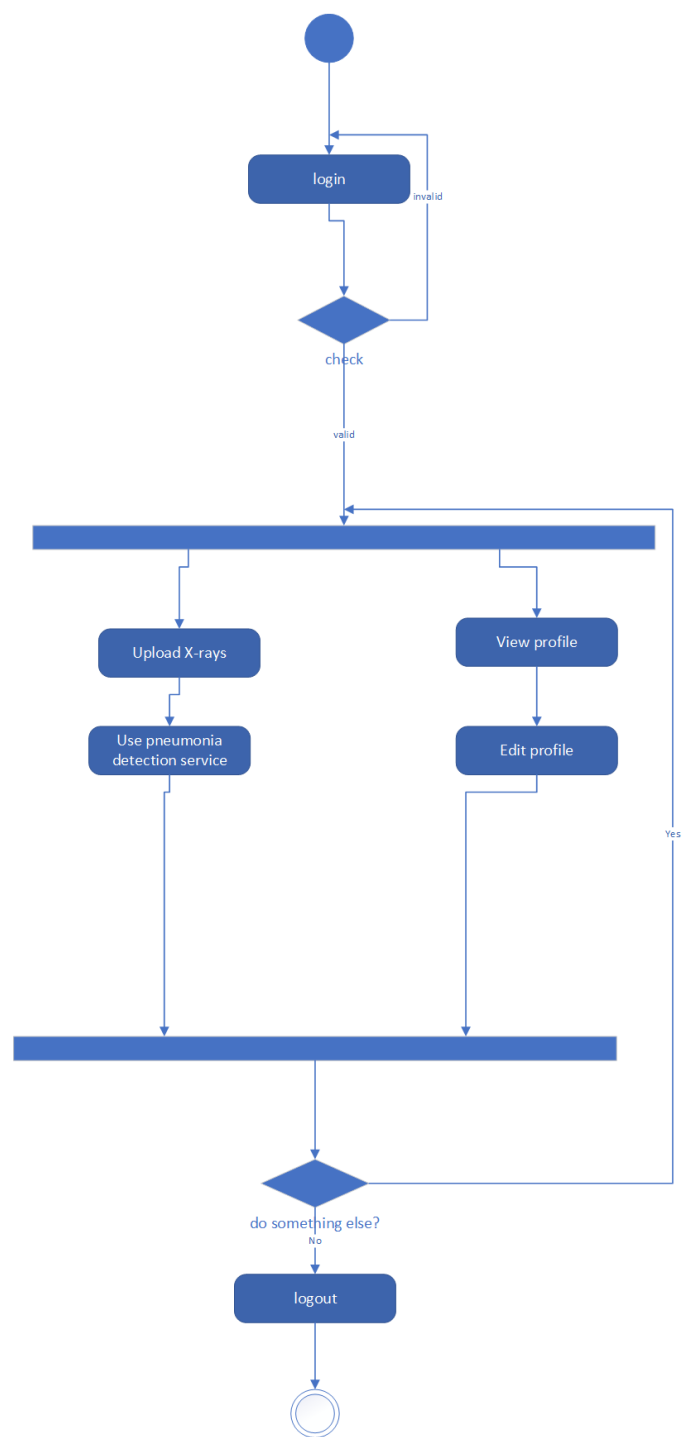 login
invalid
check
valid
Upload X-rays
View profile
Use pneumonia
detection service
Edit profile
Yes
do something else?
No
logout